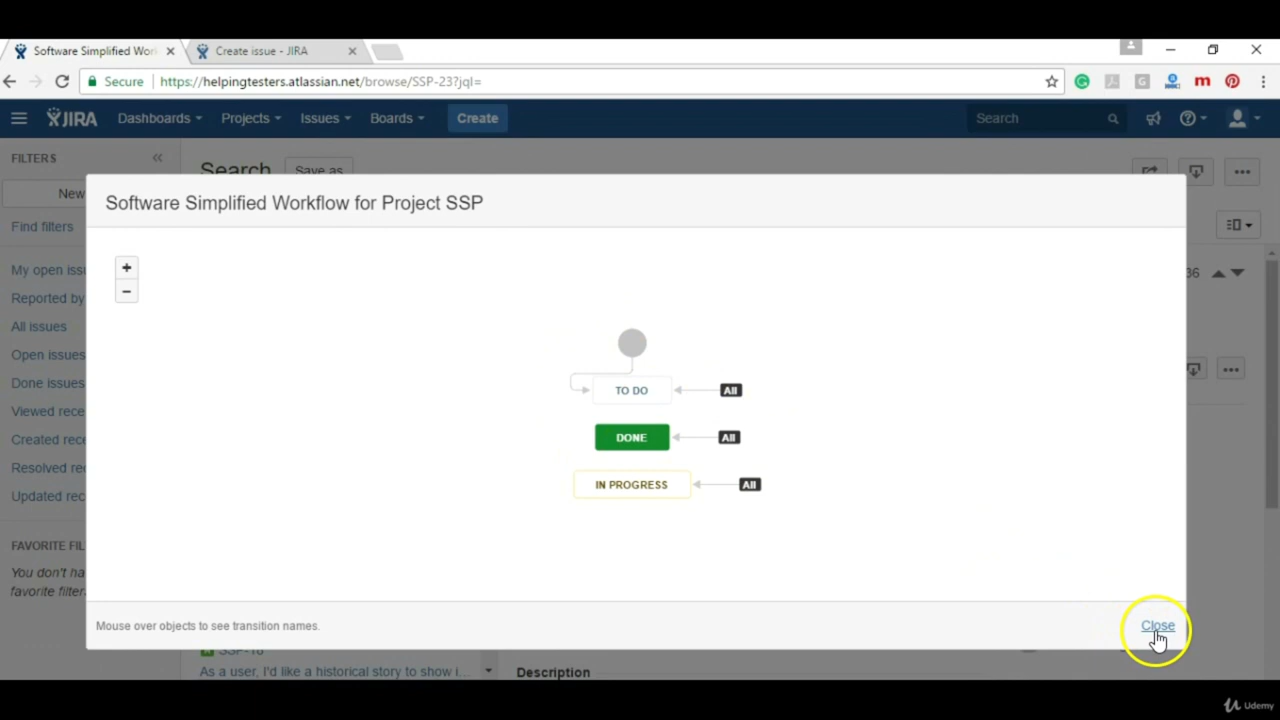 Software Simplified Wor
Create issue - JIRA
Secure
https://helpingtesters.atlassian.net/browse/SSP-23?jql=
JIRA
Dashboards
Projects
Issues
Boards
Create
Search
FILTERS
Search
Save as
New
Find filters
My open iss
Reported by
All issues
Open issues
Done issues
Viewed rece
Created rece
Resolved rec
Updated rec
FAVORITE FIL
You don't ha
favorite filter
36
Software Simplified Workflow for Project SSP
+
−
TO DO
All
DONE
All
IN PROGRESS
All
Mouse over objects to see transition names.
Close
As a user, I'd like a historical story to show i...
Description
Udemy